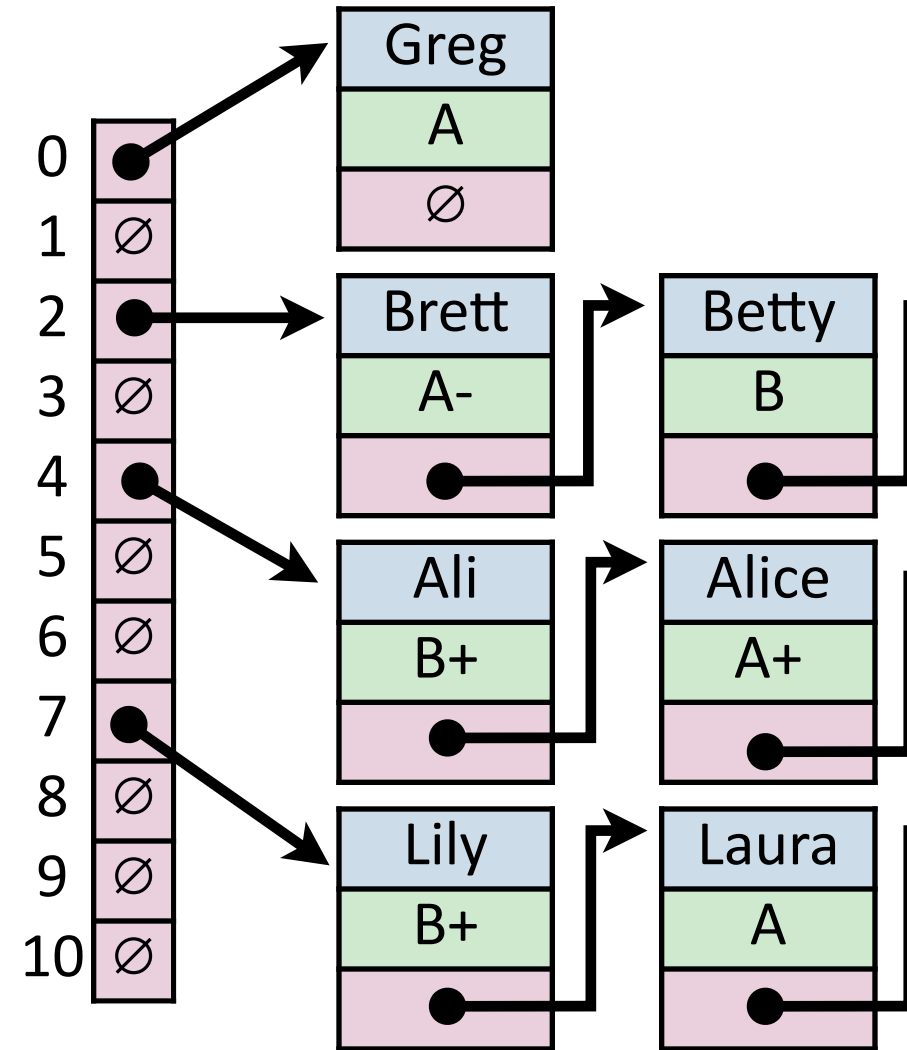 0
1 ∅
2
3 ∅
4
5 ∅
6 ∅
7
8 ∅
9 ∅
10 ∅
Greg
A
∅
Brett
A-
Betty
B
Ali
B+
Alice
A+
Lily
B+
Laura
A